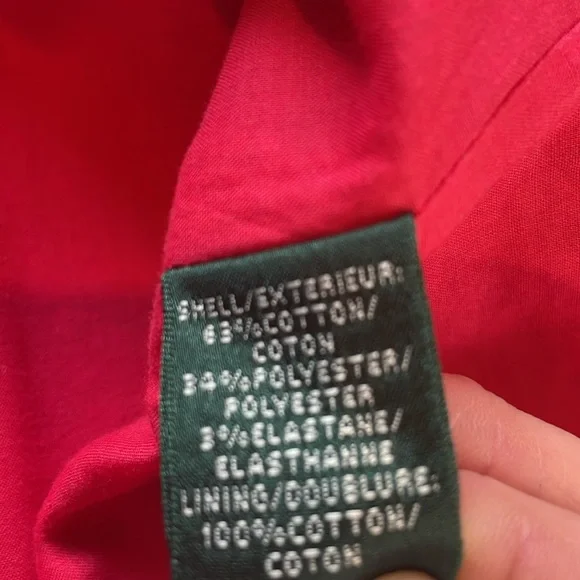 SHELL/EXTERIEUR:
63%COTTON/
COTON
34%POLYESTER/
POLYESTER
3%ELASTANE/
ELASTHANNE
LINING/DOUBLURE:
100%COTTON/
COTON